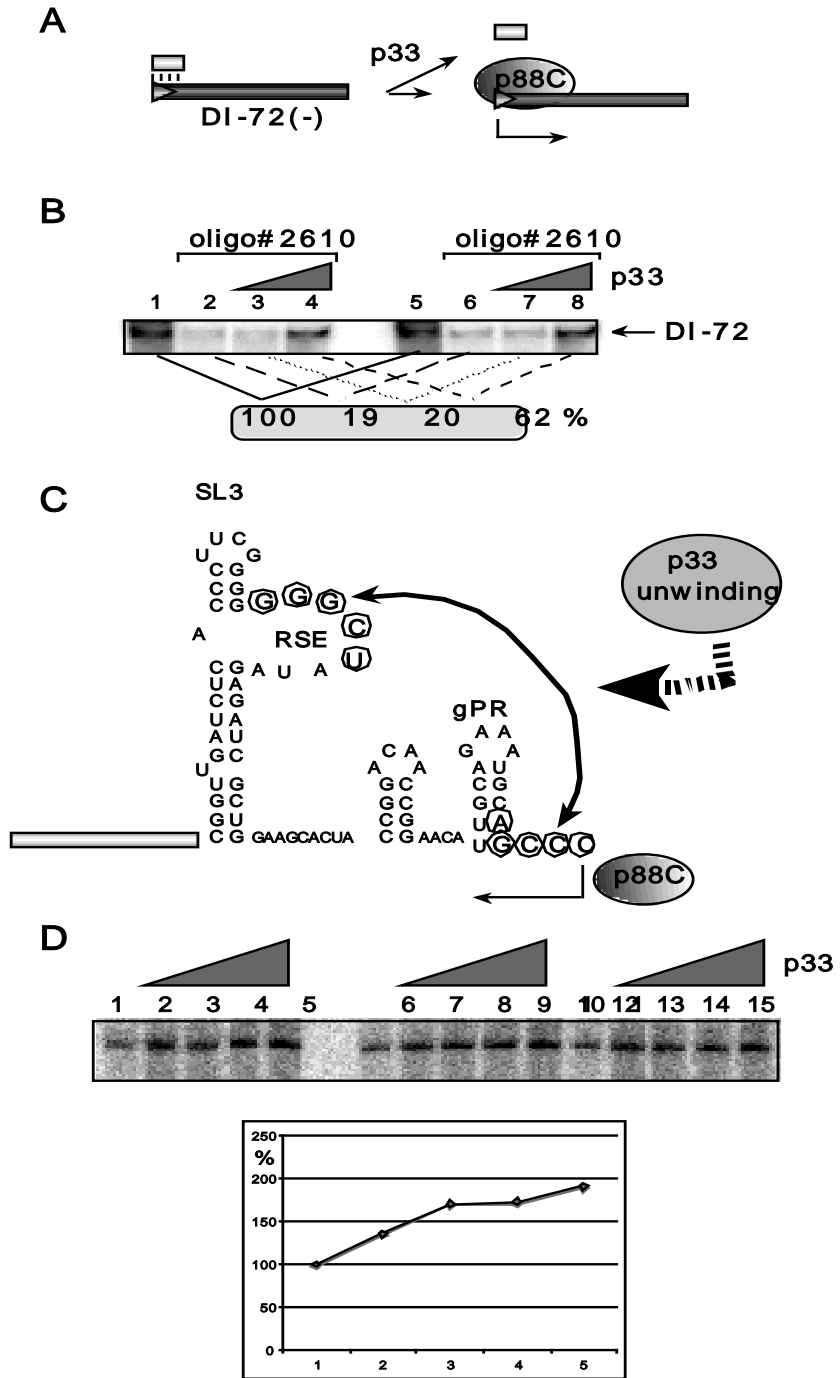 A
p33
p88C
DI-72(-)
B
oligo#2610 oligo#2610
p33
1 2 3 4 5 6 7 8
DI-72
100 19 20 62 %
C
SL3
U C
U G
C G
C G
C G G G G
C
A RSE
U
C G A U A
U A
C G
U A
A U
G C
U
U G
G C
G U
C G GAAGCACUA
C A
A A
G C
G C
C G
C G AACA
gPR
A A
G A
A U
C G
G C
U A
U G C C C
p33
unwinding
p88C
D
p33
1 2 3 4 5 6 7 8 9 10 12 13 14 15
250
%
200
150
100
50
0
1 2 3 4 5